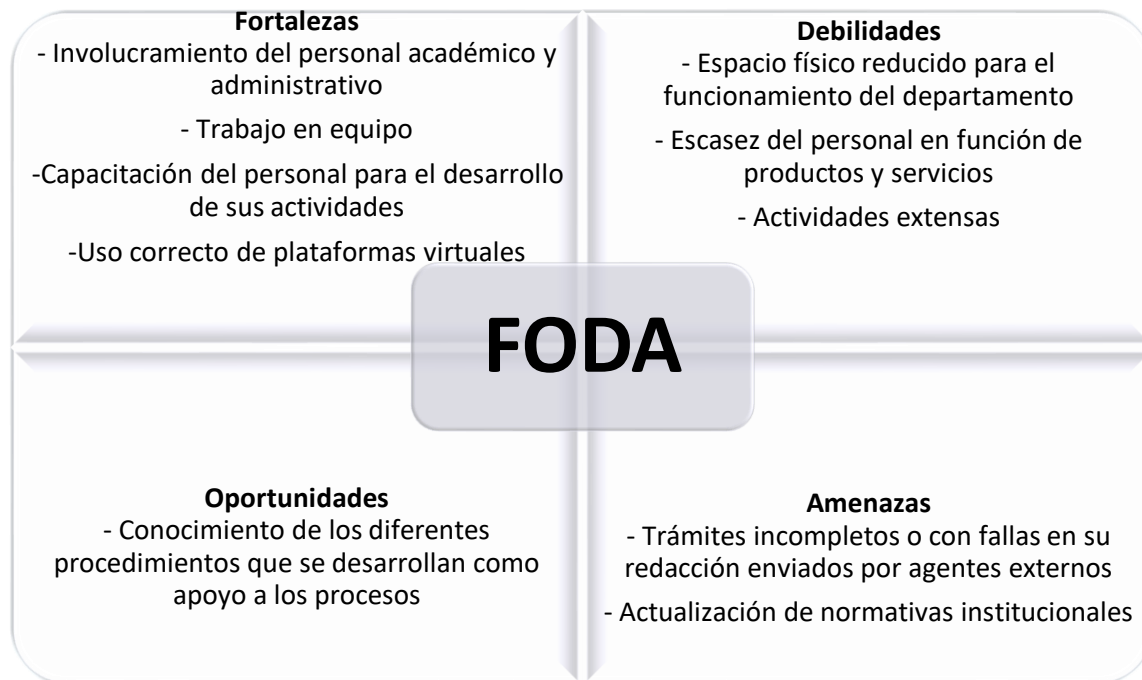 Fortalezas
- Involucramiento del personal académico y
administrativo
- Trabajo en equipo
-Capacitación del personal para el desarrollo
de sus actividades
-Uso correcto de plataformas virtuales
Debilidades
- Espacio físico reducido para el
funcionamiento del departamento
- Escasez del personal en función de
productos y servicios
- Actividades extensas
FODA
Oportunidades
- Conocimiento de los diferentes
procedimientos que se desarrollan como
apoyo a los procesos
Amenazas
- Trámites incompletos o con fallas en su
redacción enviados por agentes externos
- Actualización de normativas institucionales